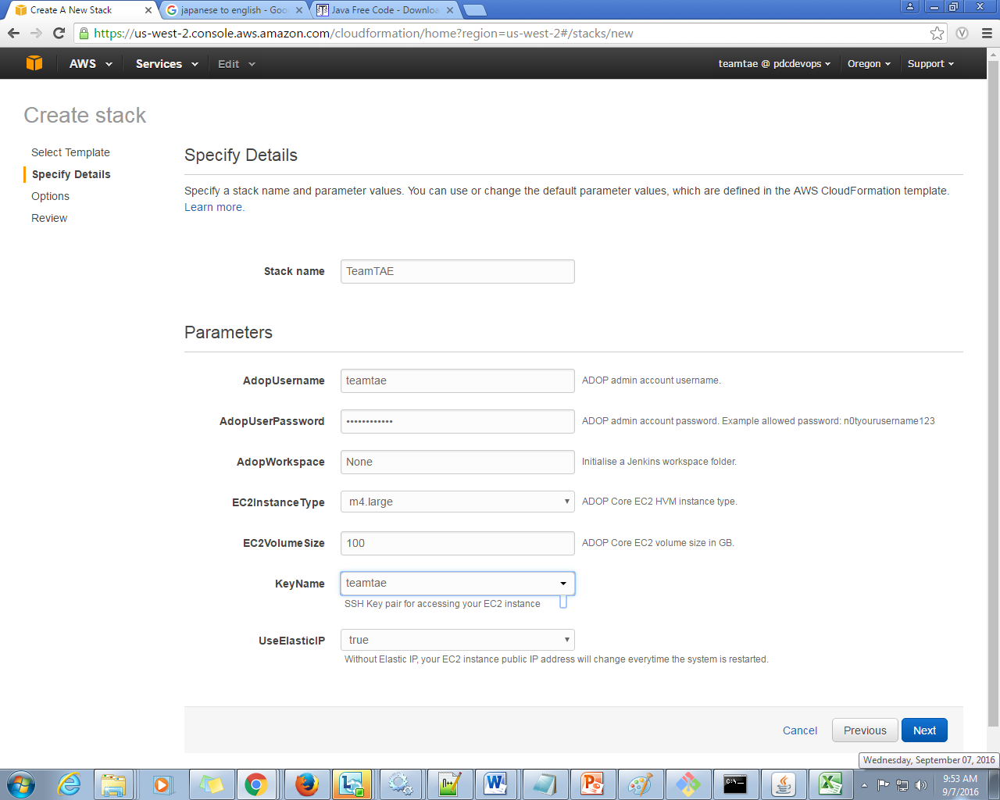 Create A New Stack
japanese to english - Goo
Java Free Code - Downloa
https://us-west-2.console.aws.amazon.com/cloudformation/home?region=us-west-2#/stacks/new
AWS Services Edit teamtae @ pdcdevops Oregon Support
Create stack
Select Template
Specify Details
Options
Review
Specify Details
Specify a stack name and parameter values. You can use or change the default parameter values, which are defined in the AWS CloudFormation template.
Learn more.
Stack name TeamTAE
Parameters
AdopUsername teamtae ADOP admin account username.
AdopUserPassword •••••••••••• ADOP admin account password. Example allowed password: n0tyourusername123
AdopWorkspace None Initialise a Jenkins workspace folder.
EC2InstanceType m4.large ADOP Core EC2 HVM instance type.
EC2VolumeSize 100 ADOP Core EC2 volume size in GB.
KeyName teamtae
SSH Key pair for accessing your EC2 instance
UseElasticIP true
Without Elastic IP, your EC2 instance public IP address will change everytime the system is restarted.
Cancel Previous Next
Wednesday, September 07, 2016
9:53 AM
9/7/2016